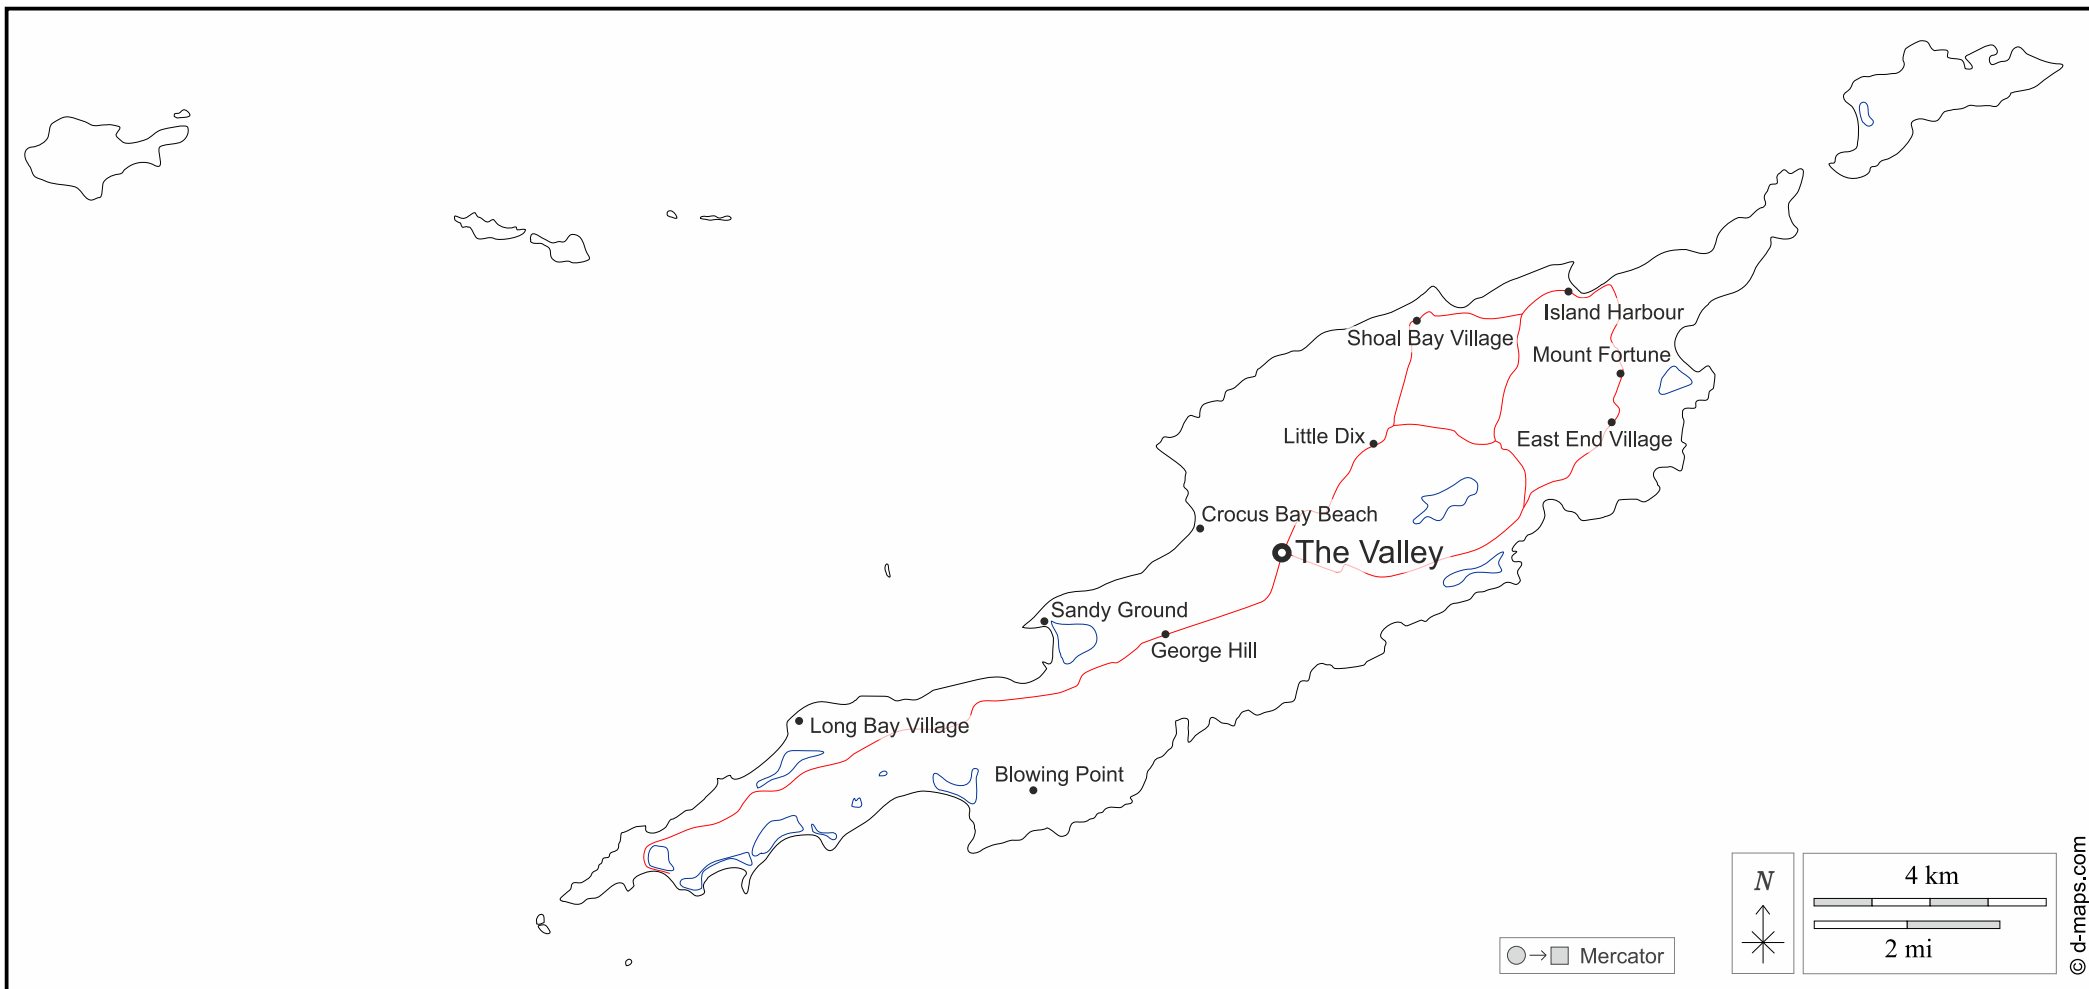 Island Harbour
Shoal Bay Village
Mount Fortune
Little Dix
East End Village
Crocus Bay Beach
The Valley
Sandy Ground
George Hill
Long Bay Village
Blowing Point
N
4 km
2 mi
Mercator
© d-maps.com